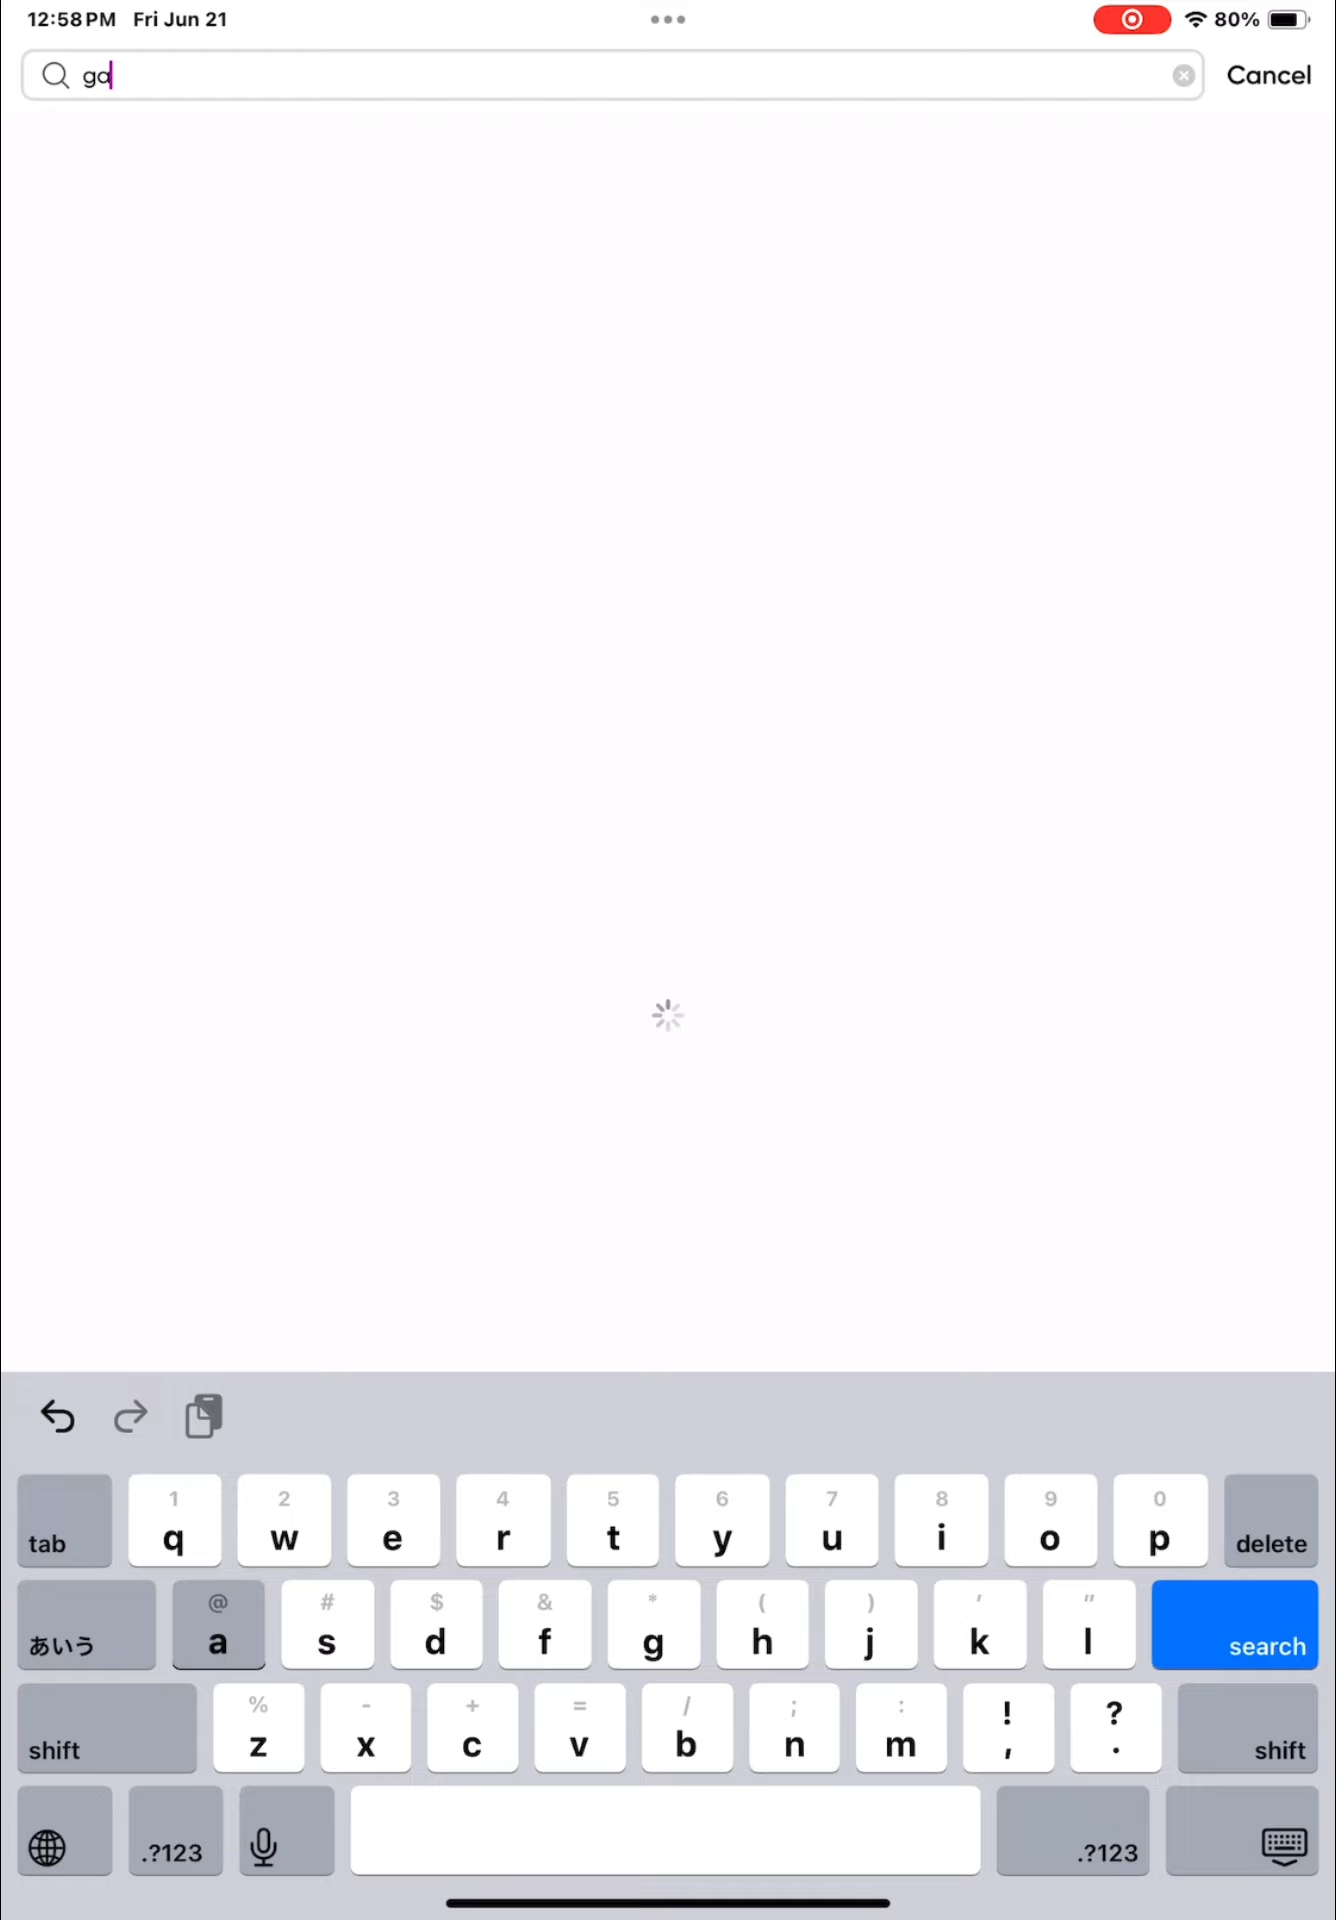 12:58 PM Fri Jun 21 80%
ga Cancel
1 2 3 4 5 6 7 8 9 0
tab q w e r t y u i o p delete
@ # $ & * ( ) ' "
あいう a s d f g h j k l search
% - + = / ; : ! ?
shift z x c v b n m , . shift
.?123 .?123